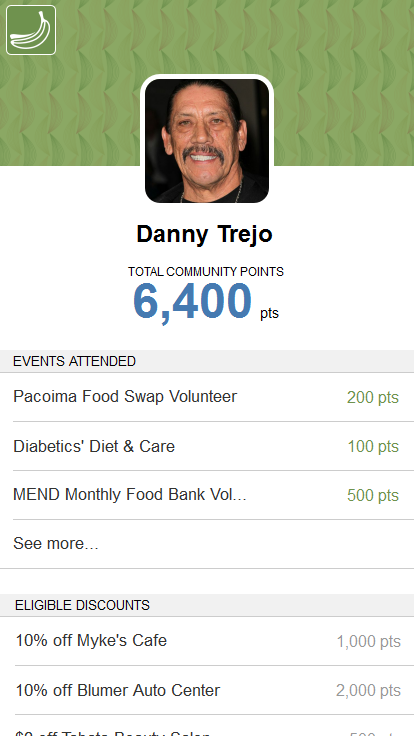 Danny Trejo
TOTAL COMMUNITY POINTS
6,400 pts
EVENTS ATTENDED
Pacoima Food Swap Volunteer 200 pts
Diabetics' Diet & Care 100 pts
MEND Monthly Food Bank Vol... 500 pts
See more...
ELIGIBLE DISCOUNTS
10% off Myke's Cafe 1,000 pts
10% off Blumer Auto Center 2,000 pts